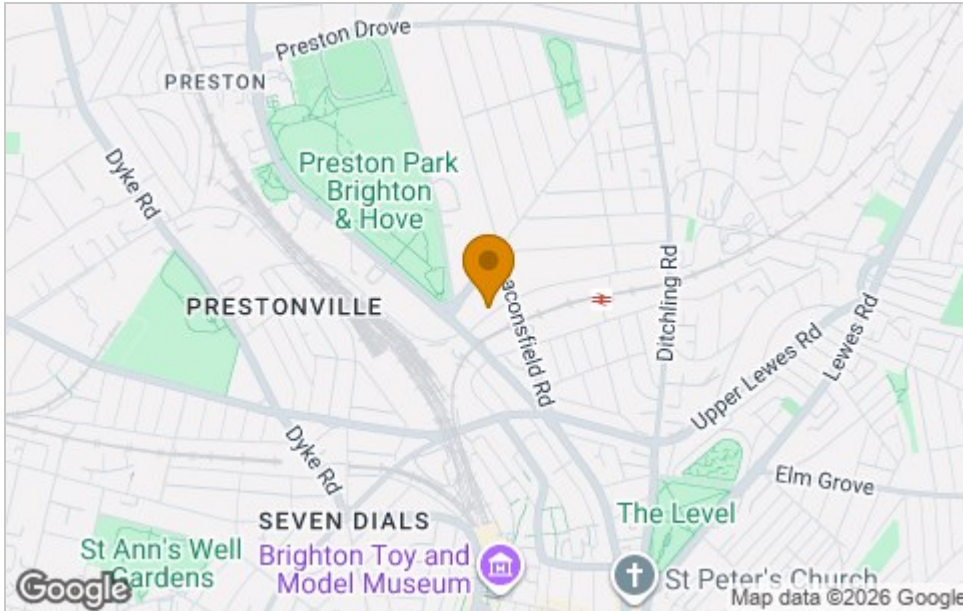 Preston Drove
PRESTON
Dyke Rd
Preston Park
Brighton
& Hove
PRESTONVILLE
aconsfield Rd
Ditchling Rd
Lewes Rd
Upper Lewes Rd
Dyke Rd
Elm Grove
SEVEN DIALS
The Level
St Ann's Well
Gardens
Brighton Toy and
Model Museum
St Peter's Church
Google
Map data ©2026 Google